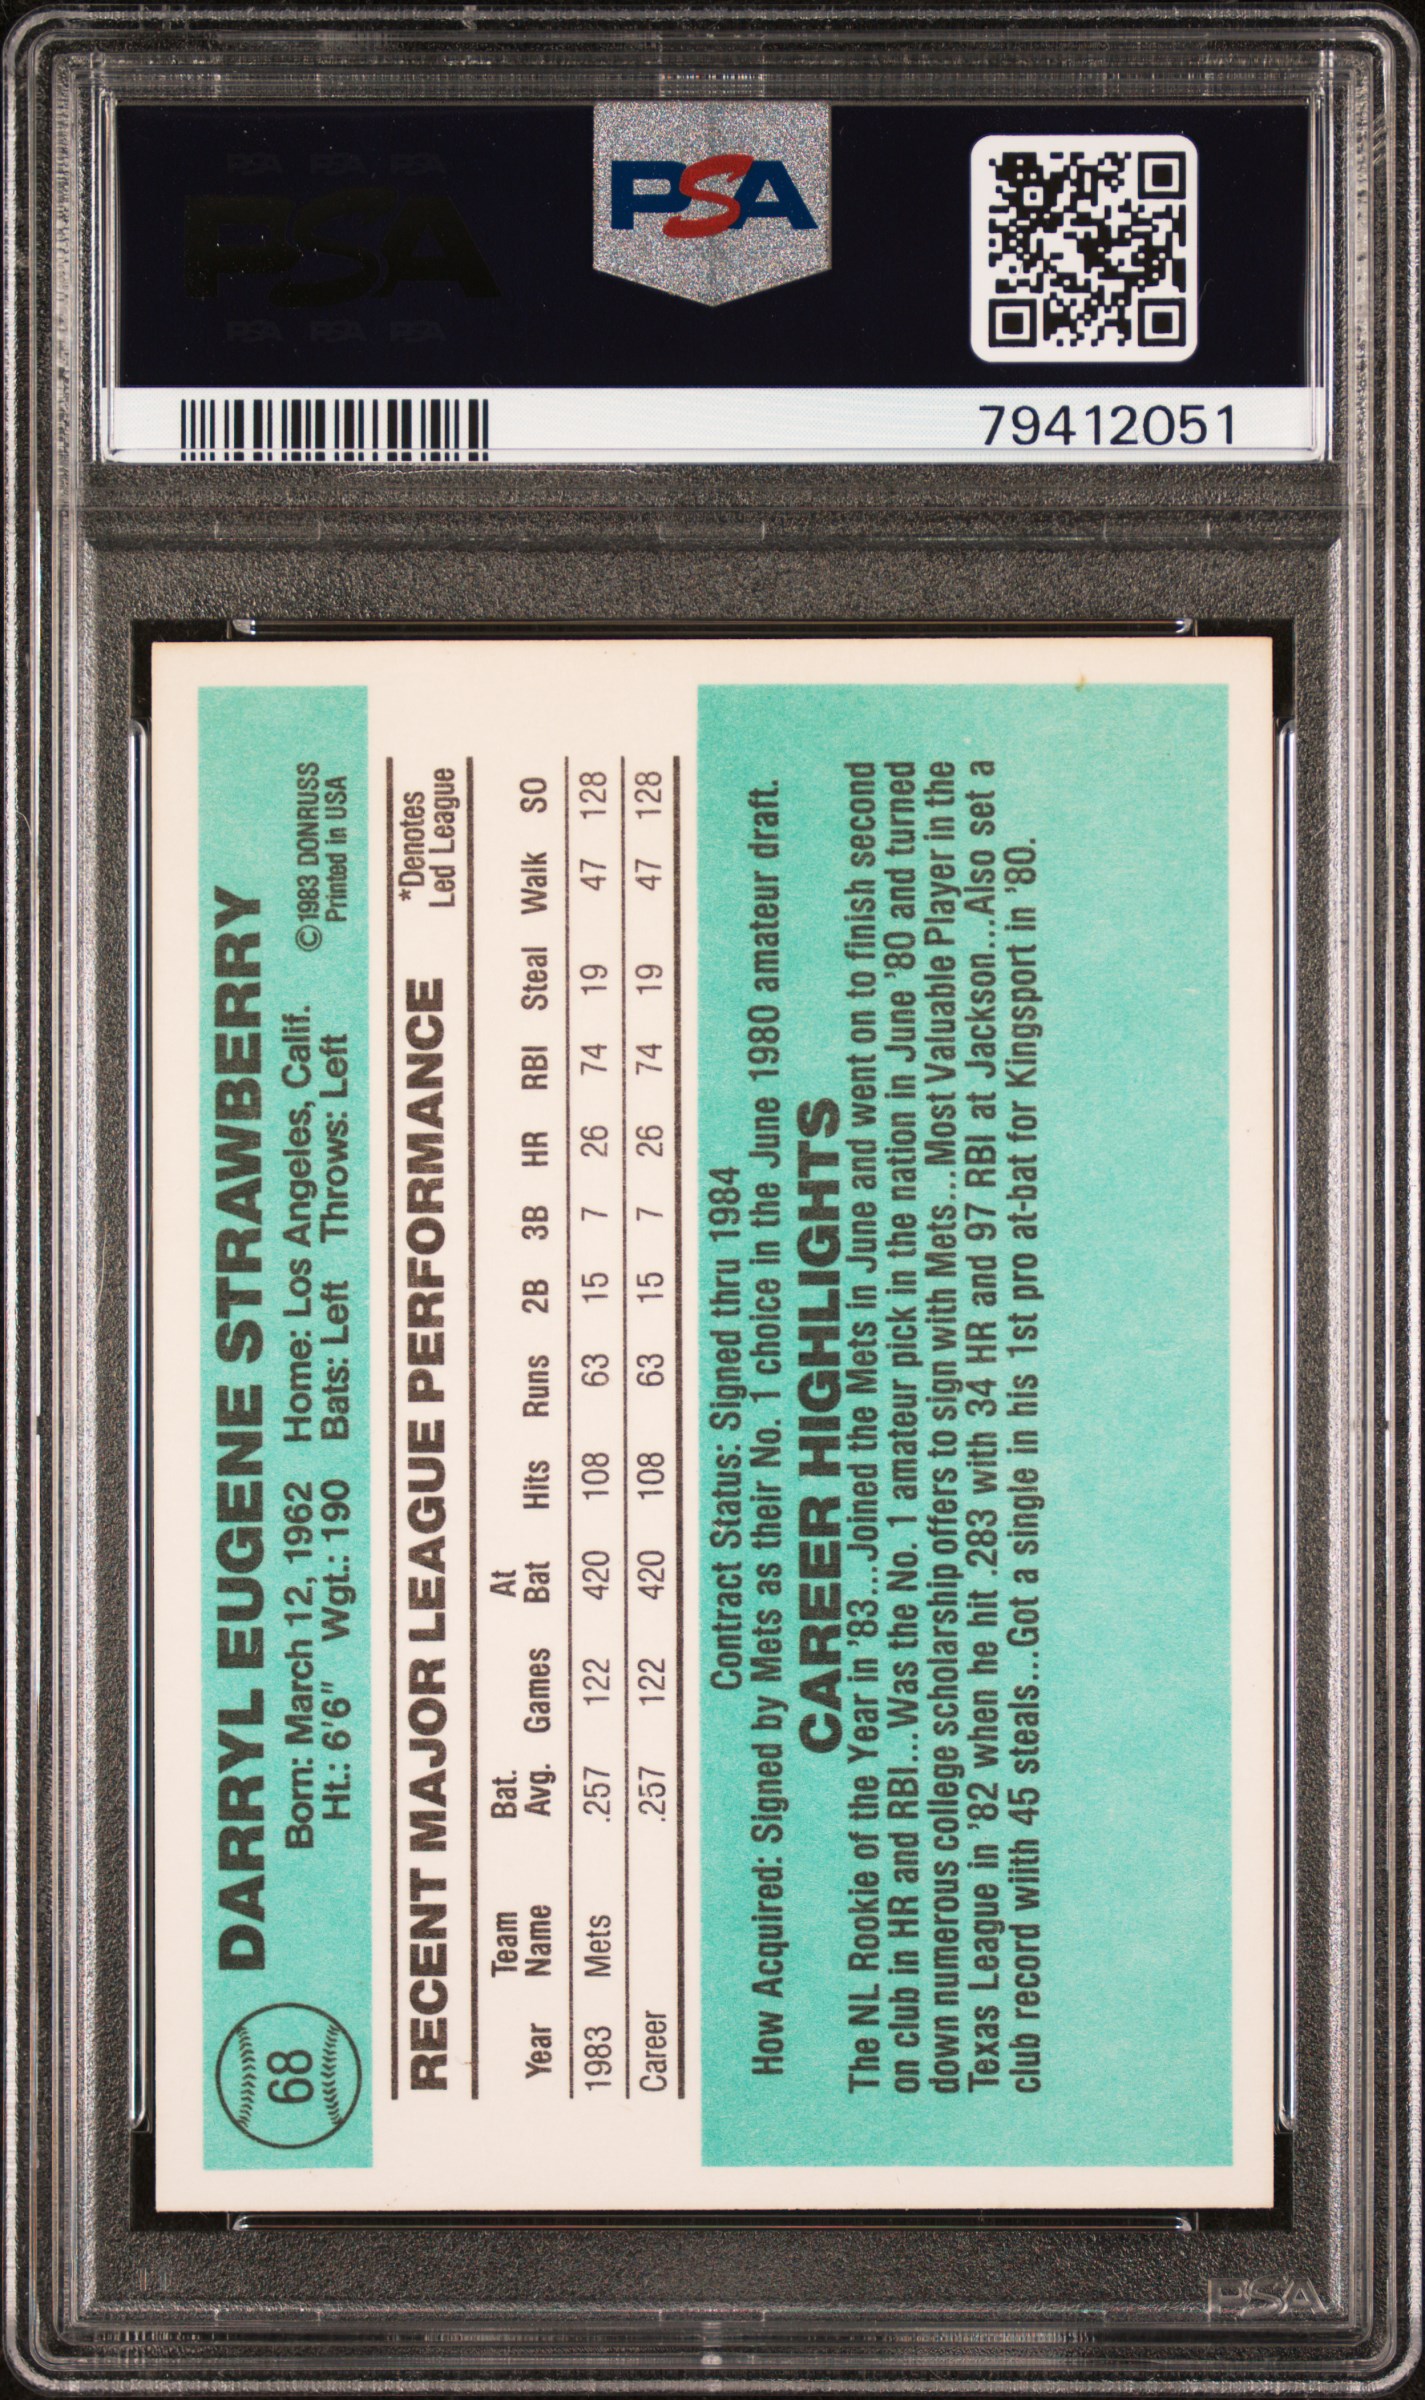 PSA PSA PSA
PSA
PSA PSA PSA
PSA
79412051
68
DARRYL EUGENE STRAWBERRY
Born: March 12, 1962 Home: Los Angeles, Calif. ©1983 DONRUSS
Ht.: 6'6" Wgt.: 190 Bats: Left Throws: Left Printed in USA
RECENT MAJOR LEAGUE PERFORMANCE *Denotes Led League
Team Bat. At
Year Name Avg. Games Bat Hits Runs 2B 3B HR RBI Steal Walk SO
1983 Mets .257 122 420 108 63 15 7 26 74 19 47 128
Career .257 122 420 108 63 15 7 26 74 19 47 128
Contract Status: Signed thru 1984
How Acquired: Signed by Mets as their No. 1 choice in the June 1980 amateur draft.
CAREER HIGHLIGHTS
The NL Rookie of the Year in '83...Joined the Mets in June and went on to finish second
on club in HR and RBI...Was the No. 1 amateur pick in the nation in June '80 and turned
down numerous college scholarship offers to sign with Mets...Most Valuable Player in the
Texas League in '82 when he hit .283 with 34 HR and 97 RBI at Jackson...Also set a
club record wiith 45 steals...Got a single in his 1st pro at-bat for Kingsport in '80.
PSA